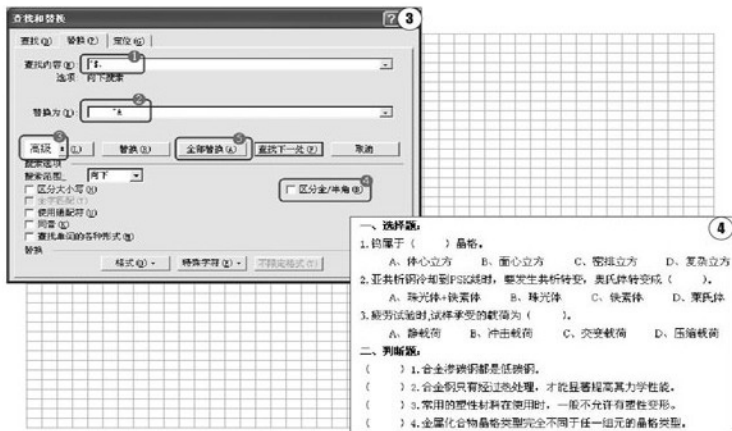 查找和替换
③
查找(D) 替换(P) 定位(G)
查找内容(N): ^$.
选项: 向下搜索
替换为(I): ^&
高级 (L) 替换(R) 全部替换(A) 查找下一处(F) 取消
搜索选项
搜索范围 向下
区分大小写(H)
全字匹配(Y)
使用通配符(U)
同音(K)
查找单词的各种形式(W)
区分全/半角(M)
替换
格式(O) 特殊字符(E) 不限定格式(T)
④
一、选择题:
1.钨属于( )晶格。
A、体心立方 B、面心立方 C、密排立方 D、复杂立方
2.亚共析钢冷却到PSK线时,要发生共析转变,奥氏体转变成( )。
A、珠光体+铁素体 B、珠光体 C、铁素体 D、莱氏体
3.疲劳试验时,试样承受的载荷为( )。
A、静载荷 B、冲击载荷 C、交变载荷 D、压缩载荷
二、判断题:
( )1.合金渗碳钢都是低碳钢。
( )2.合金钢只有经过热处理,才能显著提高其力学性能。
( )3.常用的塑性材料在使用时,一般不允许有塑性变形。
( )4.金属化合物晶格类型完全不同于任一组元的晶格类型。